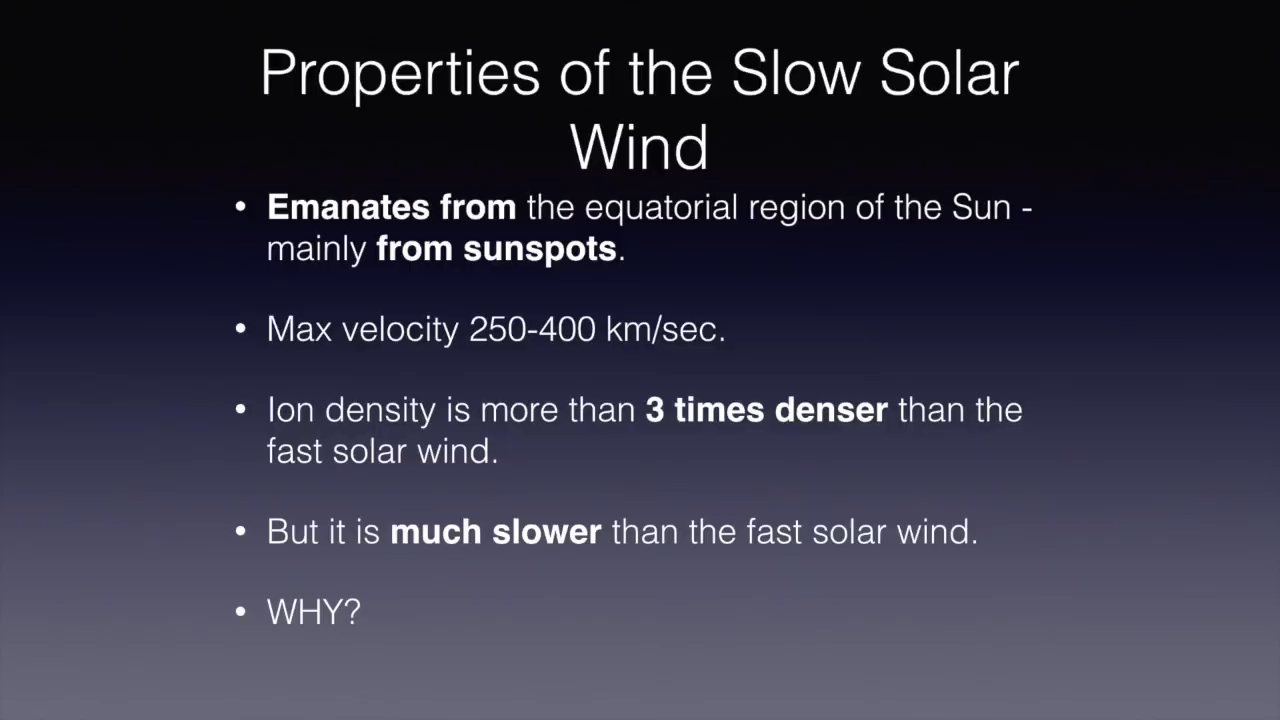 Properties of the Slow Solar
Wind
• Emanates from the equatorial region of the Sun -
mainly from sunspots.
• Max velocity 250-400 km/sec.
• Ion density is more than 3 times denser than the
fast solar wind.
• But it is much slower than the fast solar wind.
• WHY?